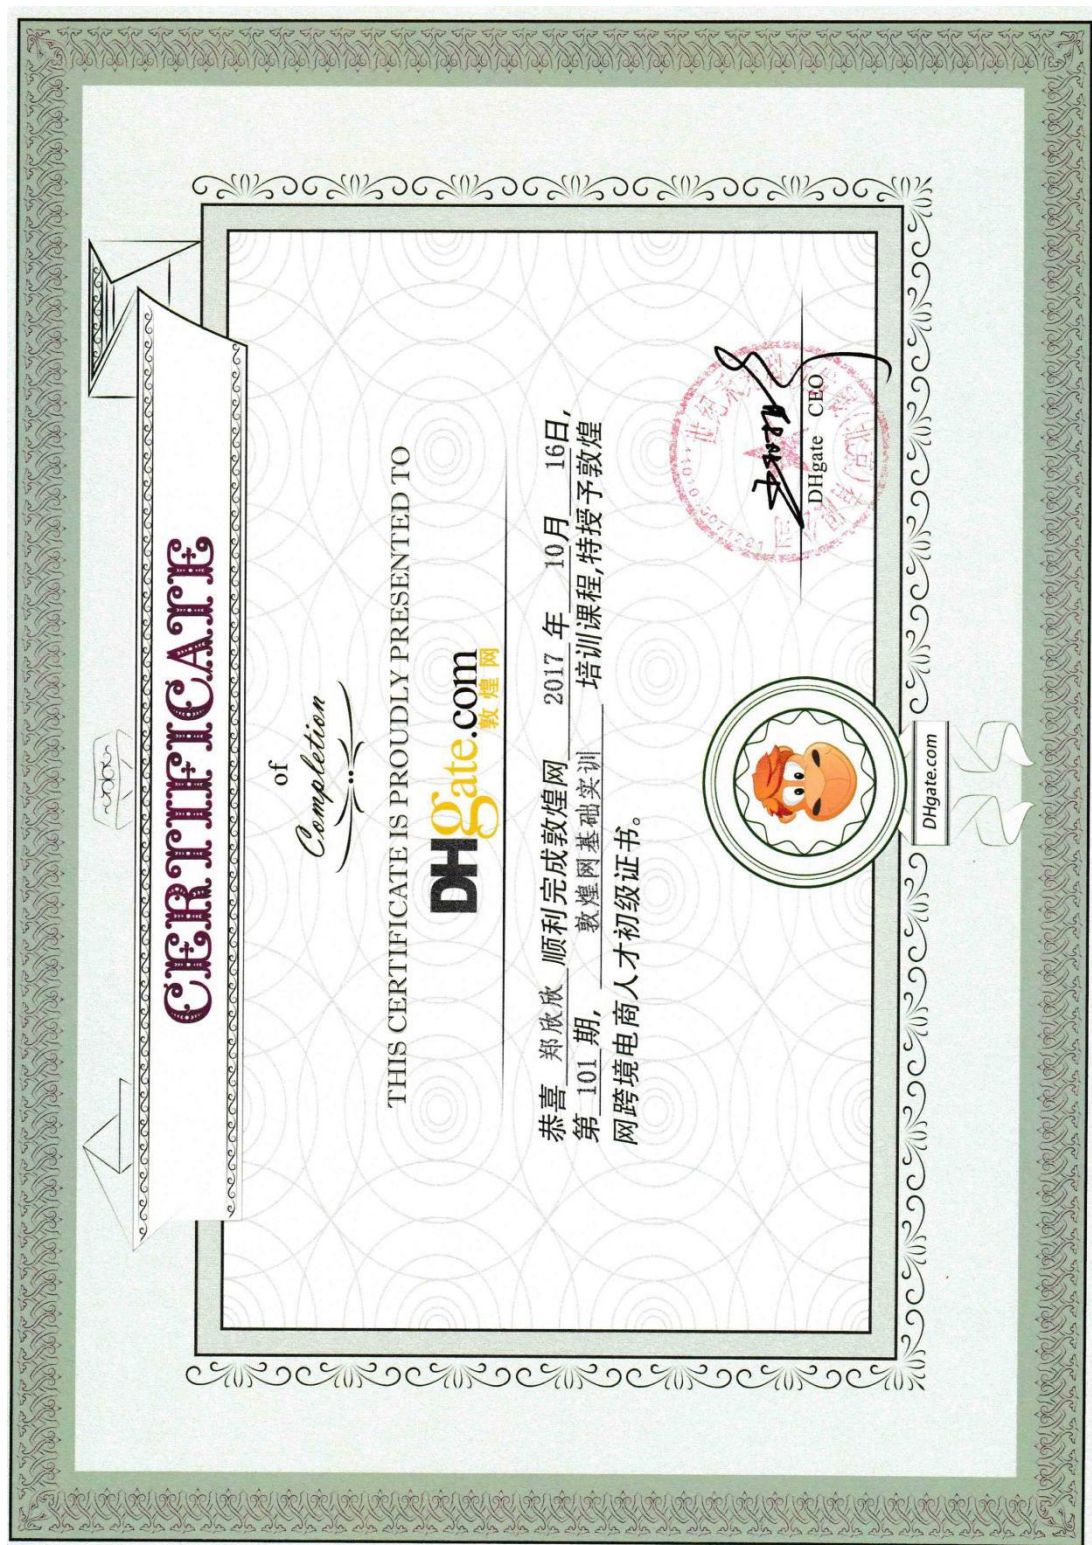 CERTIFICATE
of
Completion
THIS CERTIFICATE IS PROUDLY PRESENTED TO
DHgate.com
敦煌网
恭喜 郑欣欣 顺利完成敦煌网 2017 年 10月 16日,
第 101 期, 敦煌网基础实训 培训课程,特授予敦煌
网跨境电商人才初级证书。
DHgate CEO
DHgate.com